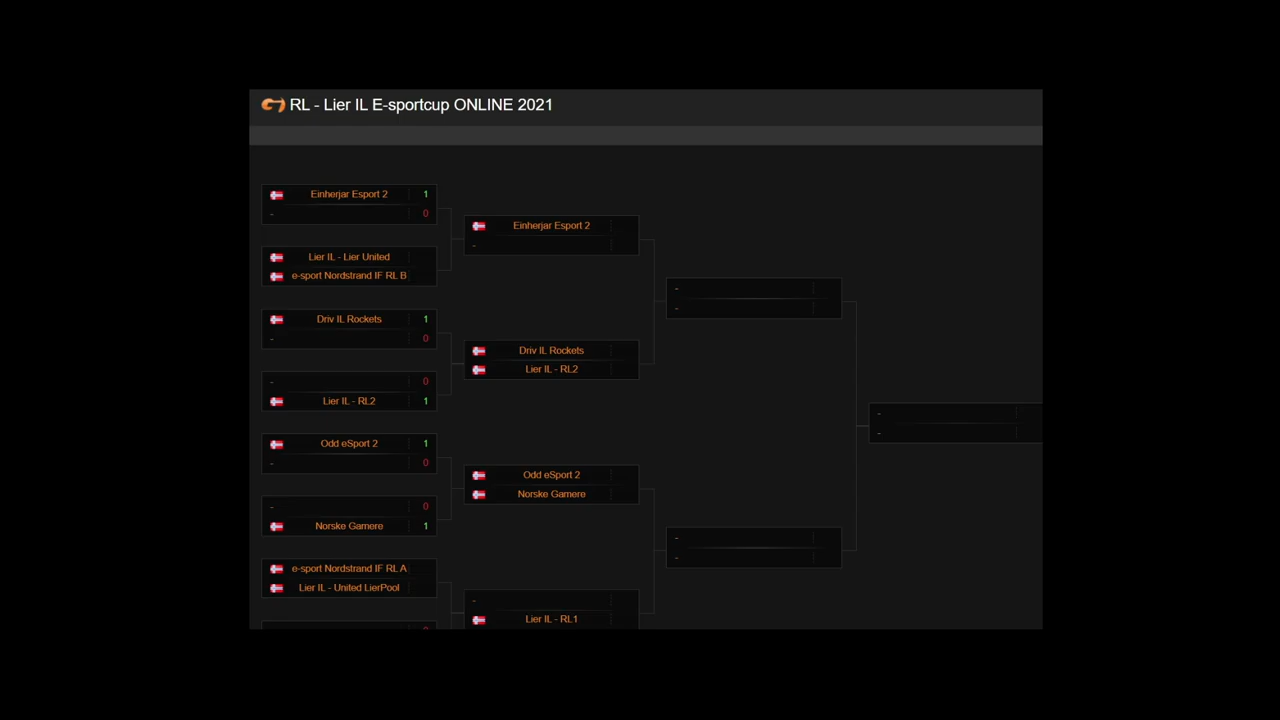 RL - Lier IL E-sportcup ONLINE 2021
Einherjar Esport 2 1
- 0
Lier IL - Lier United
e-sport Nordstrand IF RL B
Driv IL Rockets 1
- 0
- 0
Lier IL - RL2 1
Odd eSport 2 1
- 0
- 0
Norske Gamere 1
e-sport Nordstrand IF RL A
Lier IL - United LierPool
Einherjar Esport 2
-
Driv IL Rockets
Lier IL - RL2
Odd eSport 2
Norske Gamere
-
Lier IL - RL1
-
-
-
-
-
-